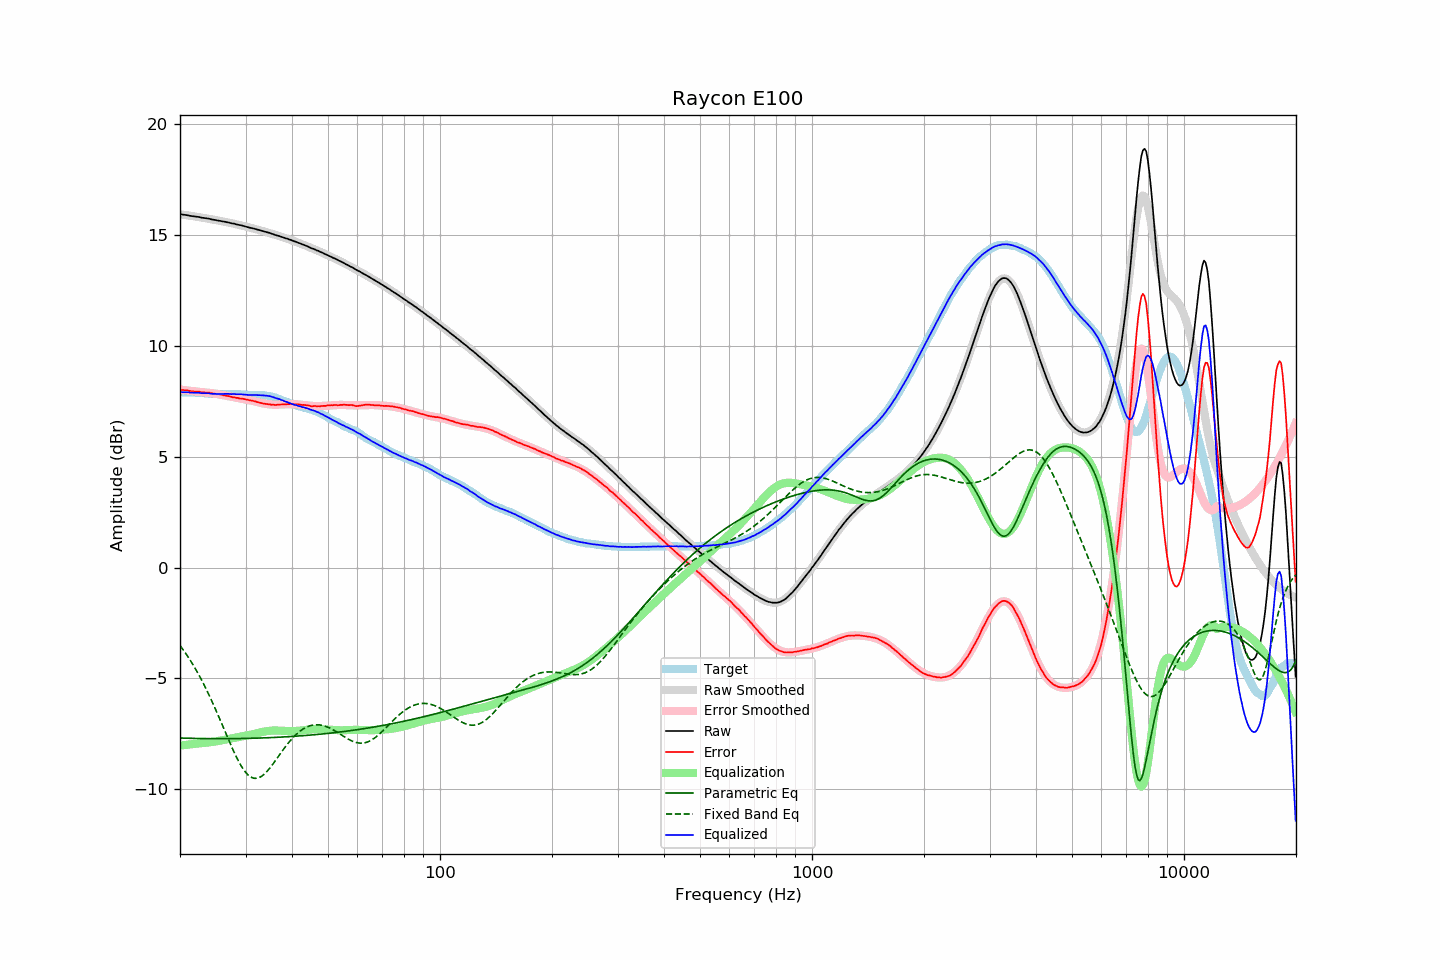 Raycon E100
20
15
10
5
0
−5
−10
Amplitude (dBr)
Target
Raw Smoothed
Error Smoothed
Raw
Error
Equalization
Parametric Eq
Fixed Band Eq
Equalized
100
1000
10000
Frequency (Hz)